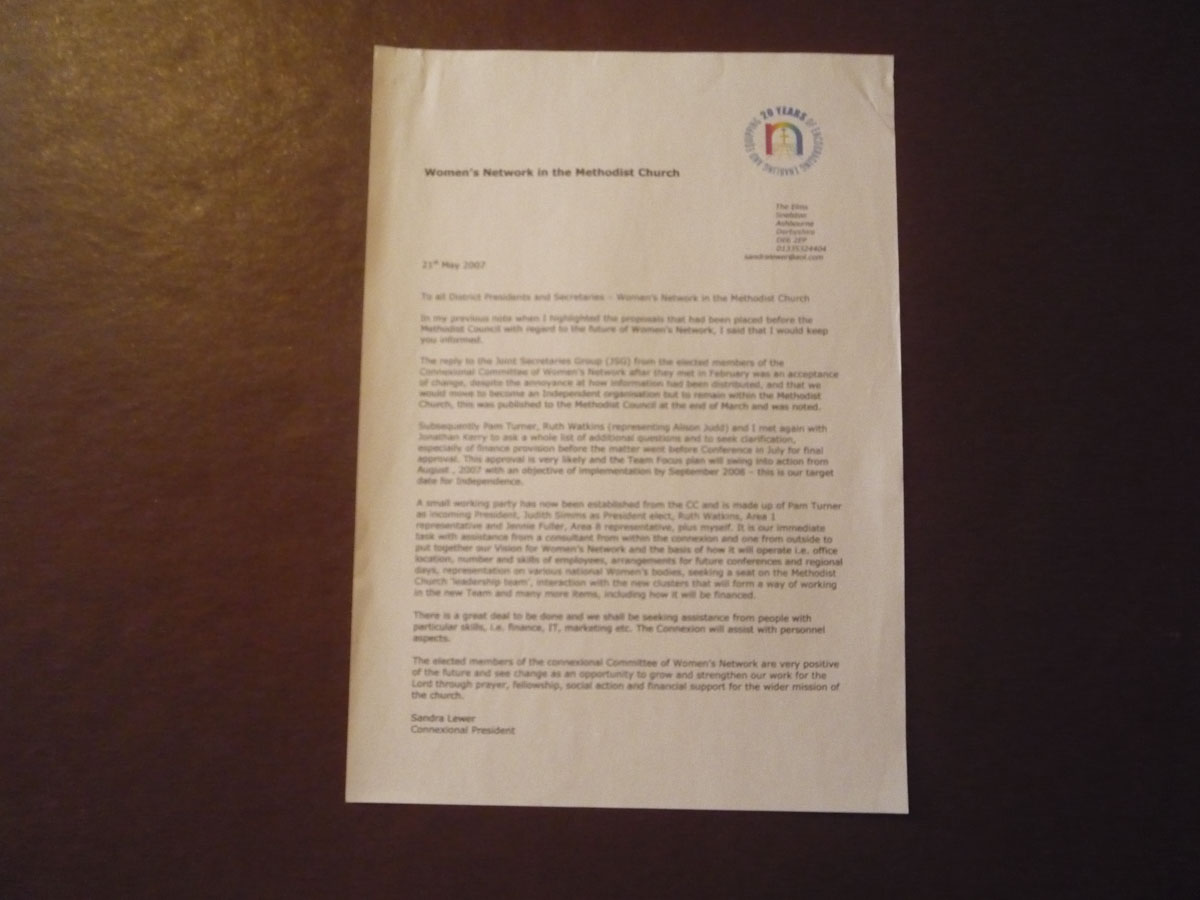 20 YEARS OF ENCOURAGING ENABLING AND EQUIPPING
Women's Network in the Methodist Church
The Elms
Snelston
Ashbourne
Derbyshire
01335324404
21st May 2007
To all District Presidents and Secretaries – Women's Network in the Methodist Church
In my previous note when I highlighted the proposals that had been placed before the
Methodist Council with regard to the future of Women's Network, I said that I would keep
you informed.
The reply to the Joint Secretaries Group (JSG) from the elected members of the
Connexional Committee of Women's Network after they met in February was an acceptance
of change, despite the annoyance at how information had been distributed, and that we
would move to become an Independent organisation but to remain within the Methodist
Church, this was published to the Methodist Council at the end of March and was noted.
Subsequently Pam Turner, Ruth Watkins (representing Alison Judd) and I met again with
Jonathan Kerry to ask a whole list of additional questions and to seek clarification,
especially of finance provision before the matter went before Conference in July for final
approval. This approval is very likely and the Team Focus plan will swing into action from
August , 2007 with an objective of implementation by September 2008 – this is our target
date for Independence.
A small working party has now been established from the CC and is made up of Pam Turner
as incoming President, Judith Simms as President elect, Ruth Watkins, Area 1
representative and Jennie Fuller, Area 8 representative, plus myself. It is our immediate
task with assistance from a consultant from within the connexion and one from outside to
put together our Vision for Women's Network and the basis of how it will operate i.e. office
location, number and skills of employees, arrangements for future conferences and regional
days, representation on various national Women's bodies, seeking a seat on the Methodist
Church 'leadership team', interaction with the new clusters that will form a way of working
in the new Team and many more items, including how it will be financed.
There is a great deal to be done and we shall be seeking assistance from people with
particular skills, i.e. finance, IT, marketing etc. The Connexion will assist with personnel
aspects.
The elected members of the connexional Committee of Women's Network are very positive
of the future and see change as an opportunity to grow and strengthen our work for the
Lord through prayer, fellowship, social action and financial support for the wider mission of
the church.
Sandra Lewer
Connexional President